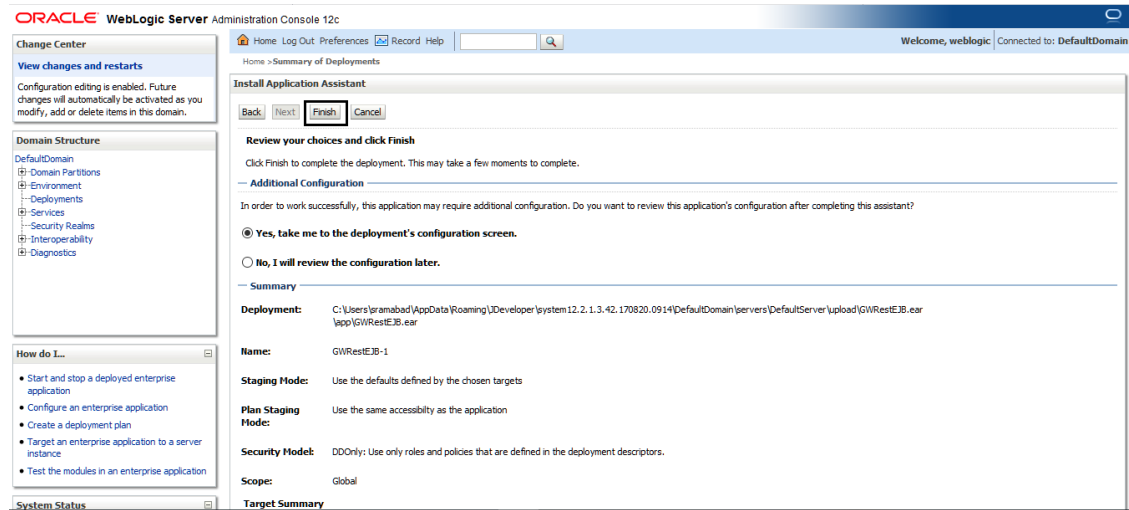 ORACLE WebLogic Server Administration Console 12c
Change Center
View changes and restarts
Configuration editing is enabled. Future
changes will automatically be activated as you
modify, add or delete items in this domain.
Domain Structure
DefaultDomain
Domain Partitions
Environment
Deployments
Services
Security Realms
Interoperability
Diagnostics
How do I...
Start and stop a deployed enterprise
application
Configure an enterprise application
Create a deployment plan
Target an enterprise application to a server
instance
Test the modules in an enterprise application
System Status
Home Log Out Preferences Record Help
Welcome, weblogic Connected to: DefaultDomain
Home >Summary of Deployments
Install Application Assistant
Back Next Finish Cancel
Review your choices and click Finish
Click Finish to complete the deployment. This may take a few moments to complete.
Additional Configuration
In order to work successfully, this application may require additional configuration. Do you want to review this application's configuration after completing this assistant?
Yes, take me to the deployment's configuration screen.
No, I will review the configuration later.
Summary
Deployment: C:\Users\sramabad\AppData\Roaming\JDeveloper\system12.2.1.3.42.170820.0914\DefaultDomain\servers\DefaultServer\upload\GWRestEJB.ear
\app\GWRestEJB.ear
Name: GWRestEJB-1
Staging Mode: Use the defaults defined by the chosen targets
Plan Staging Use the same accessibilty as the application
Mode:
Security Model: DDOnly: Use only roles and policies that are defined in the deployment descriptors.
Scope: Global
Target Summary